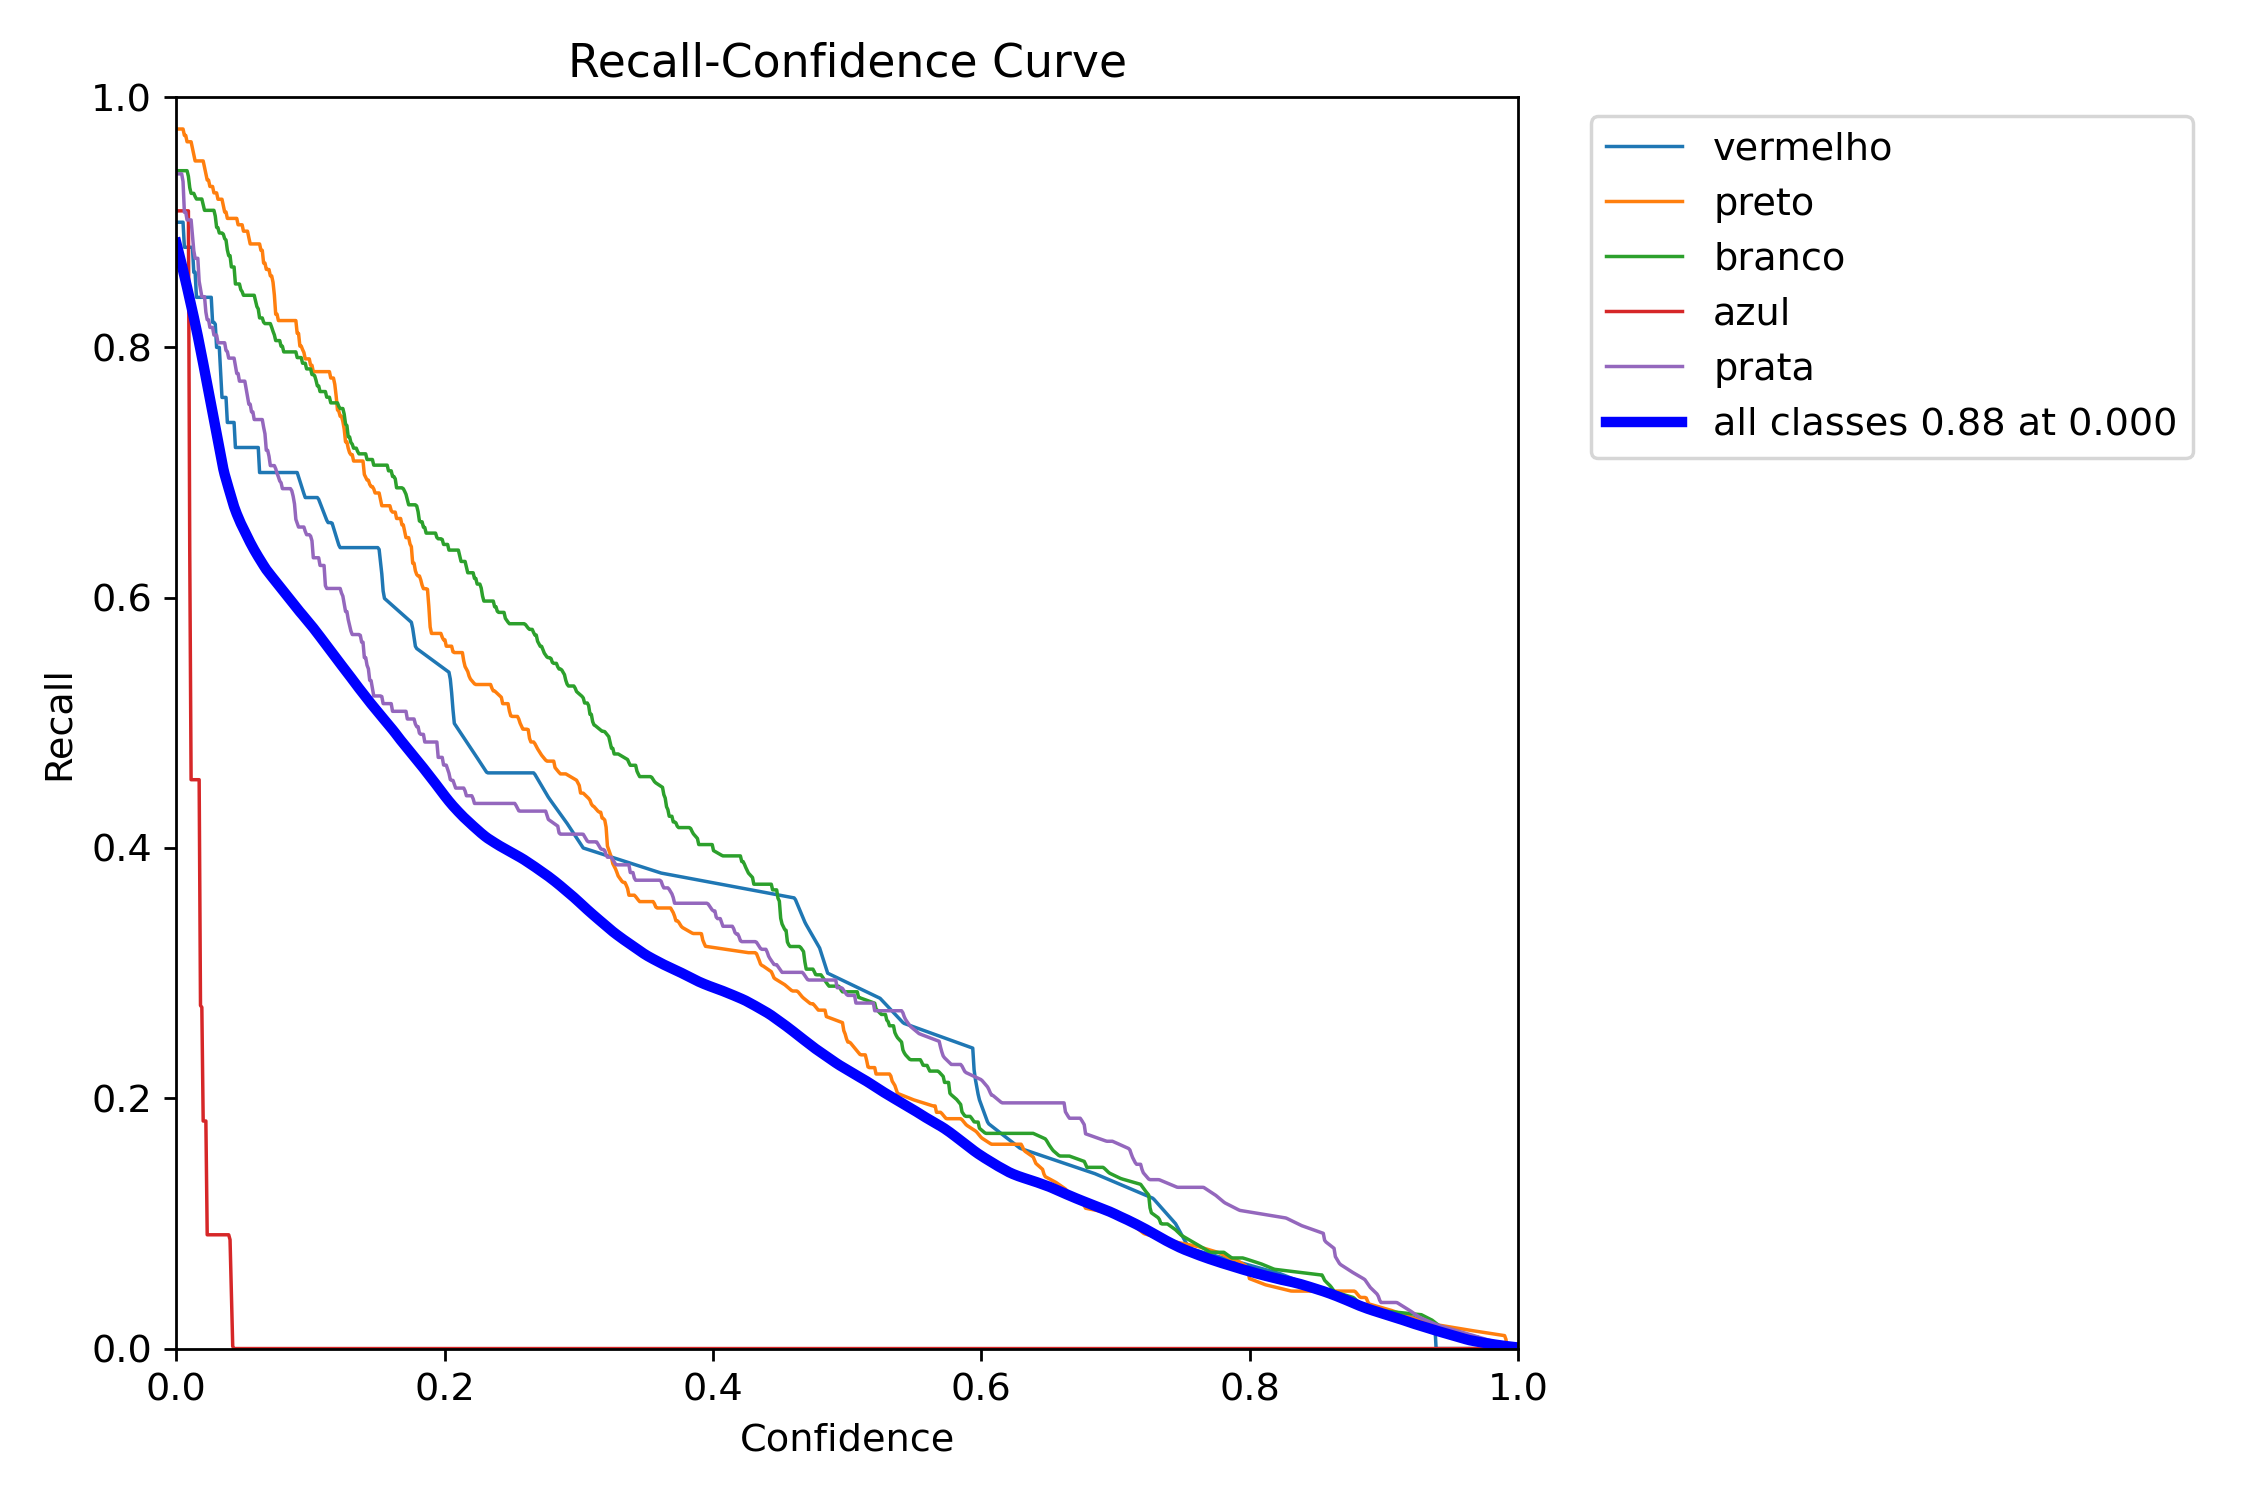 Recall-Confidence Curve
1.0
0.8
0.6
0.4
0.2
0.0
Recall
0.0 0.2 0.4 0.6 0.8 1.0
Confidence
vermelho
preto
branco
azul
prata
all classes 0.88 at 0.000